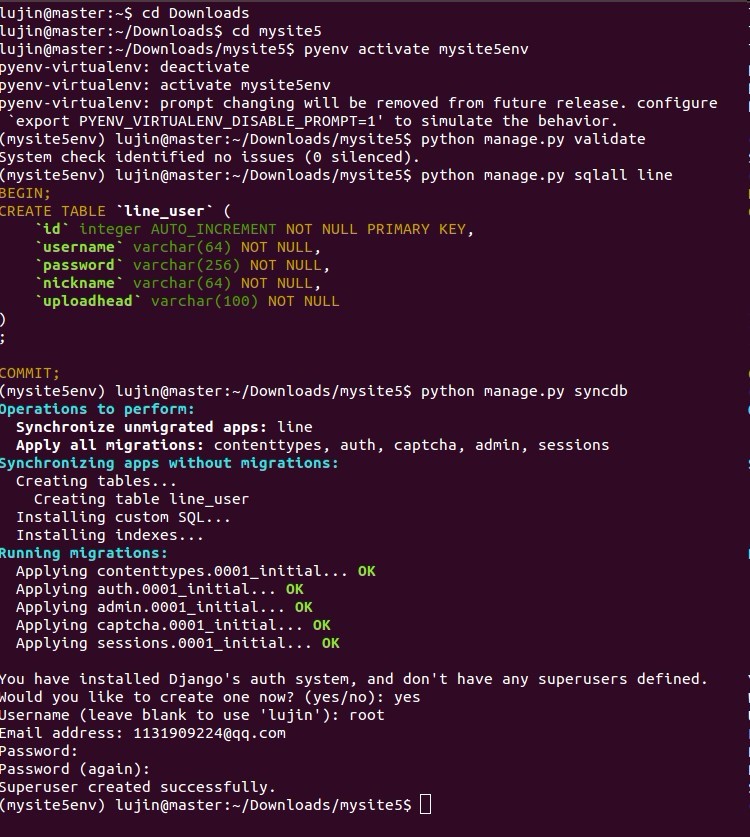 lujin@master:~$ cd Downloads
lujin@master:~/Downloads$ cd mysite5
lujin@master:~/Downloads/mysite5$ pyenv activate mysite5env
pyenv-virtualenv: deactivate
pyenv-virtualenv: activate mysite5env
pyenv-virtualenv: prompt changing will be removed from future release. configure
`export PYENV_VIRTUALENV_DISABLE_PROMPT=1' to simulate the behavior.
(mysite5env) lujin@master:~/Downloads/mysite5$ python manage.py validate
System check identified no issues (0 silenced).
(mysite5env) lujin@master:~/Downloads/mysite5$ python manage.py sqlall line
BEGIN;
CREATE TABLE `line_user` (
    `id` integer AUTO_INCREMENT NOT NULL PRIMARY KEY,
    `username` varchar(64) NOT NULL,
    `password` varchar(256) NOT NULL,
    `nickname` varchar(64) NOT NULL,
    `uploadhead` varchar(100) NOT NULL
)
;
COMMIT;
(mysite5env) lujin@master:~/Downloads/mysite5$ python manage.py syncdb
Operations to perform:
  Synchronize unmigrated apps: line
  Apply all migrations: contenttypes, auth, captcha, admin, sessions
Synchronizing apps without migrations:
  Creating tables...
    Creating table line_user
  Installing custom SQL...
  Installing indexes...
Running migrations:
  Applying contenttypes.0001_initial... OK
  Applying auth.0001_initial... OK
  Applying admin.0001_initial... OK
  Applying captcha.0001_initial... OK
  Applying sessions.0001_initial... OK
You have installed Django's auth system, and don't have any superusers defined.
Would you like to create one now? (yes/no): yes
Username (leave blank to use 'lujin'): root
Email address: 1131909224@qq.com
Password:
Password (again):
Superuser created successfully.
(mysite5env) lujin@master:~/Downloads/mysite5$